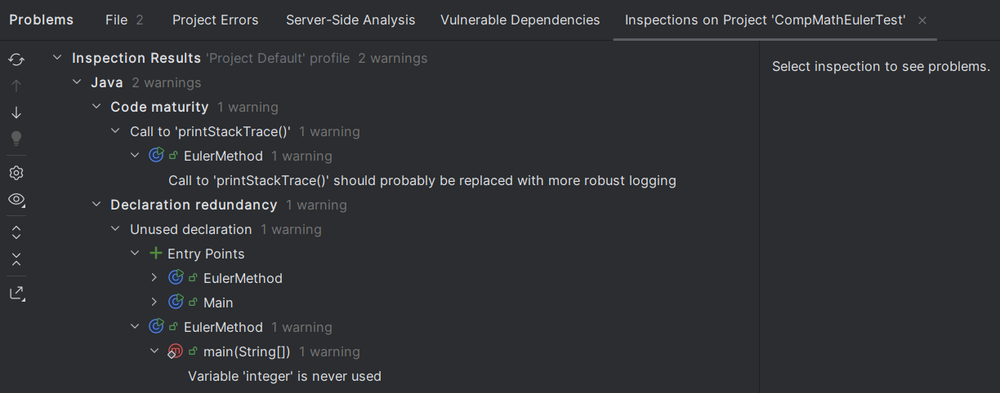 Problems File 2 Project Errors Server-Side Analysis Vulnerable Dependencies Inspections on Project 'CompMathEulerTest'
Inspection Results 'Project Default' profile 2 warnings
Select inspection to see problems.
Java 2 warnings
Code maturity 1 warning
Call to 'printStackTrace()' 1 warning
EulerMethod 1 warning
Call to 'printStackTrace()' should probably be replaced with more robust logging
Declaration redundancy 1 warning
Unused declaration 1 warning
Entry Points
EulerMethod
Main
EulerMethod 1 warning
main(String[]) 1 warning
Variable 'integer' is never used